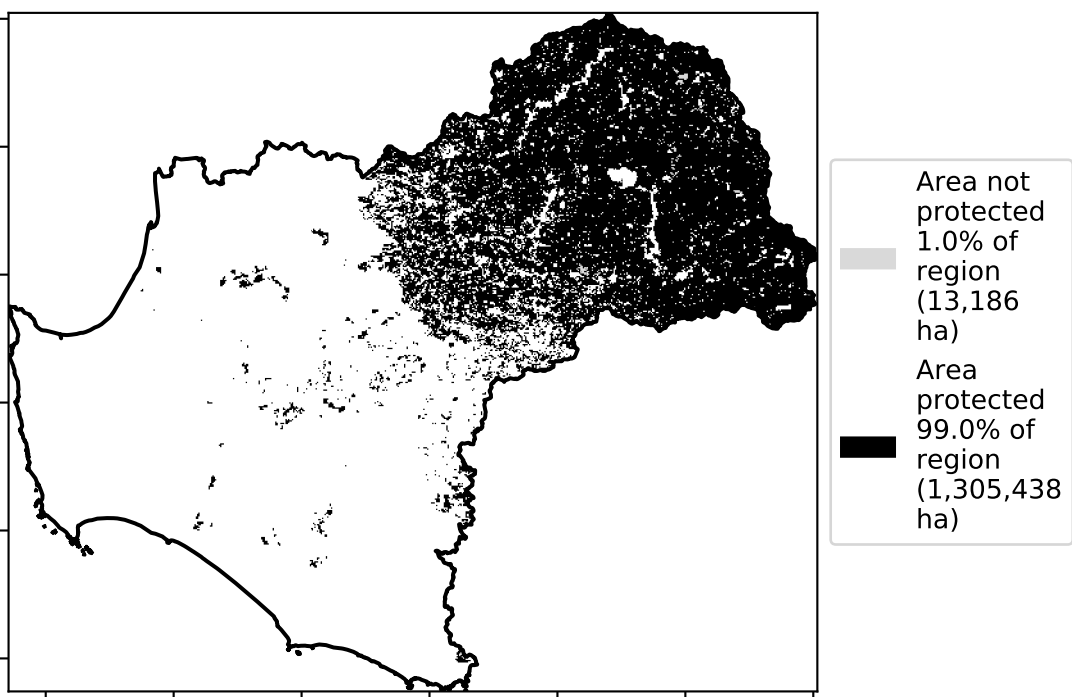 Area not
protected
1.0% of
region
(13,186
ha)
Area
protected
99.0% of
region
(1,305,438
ha)